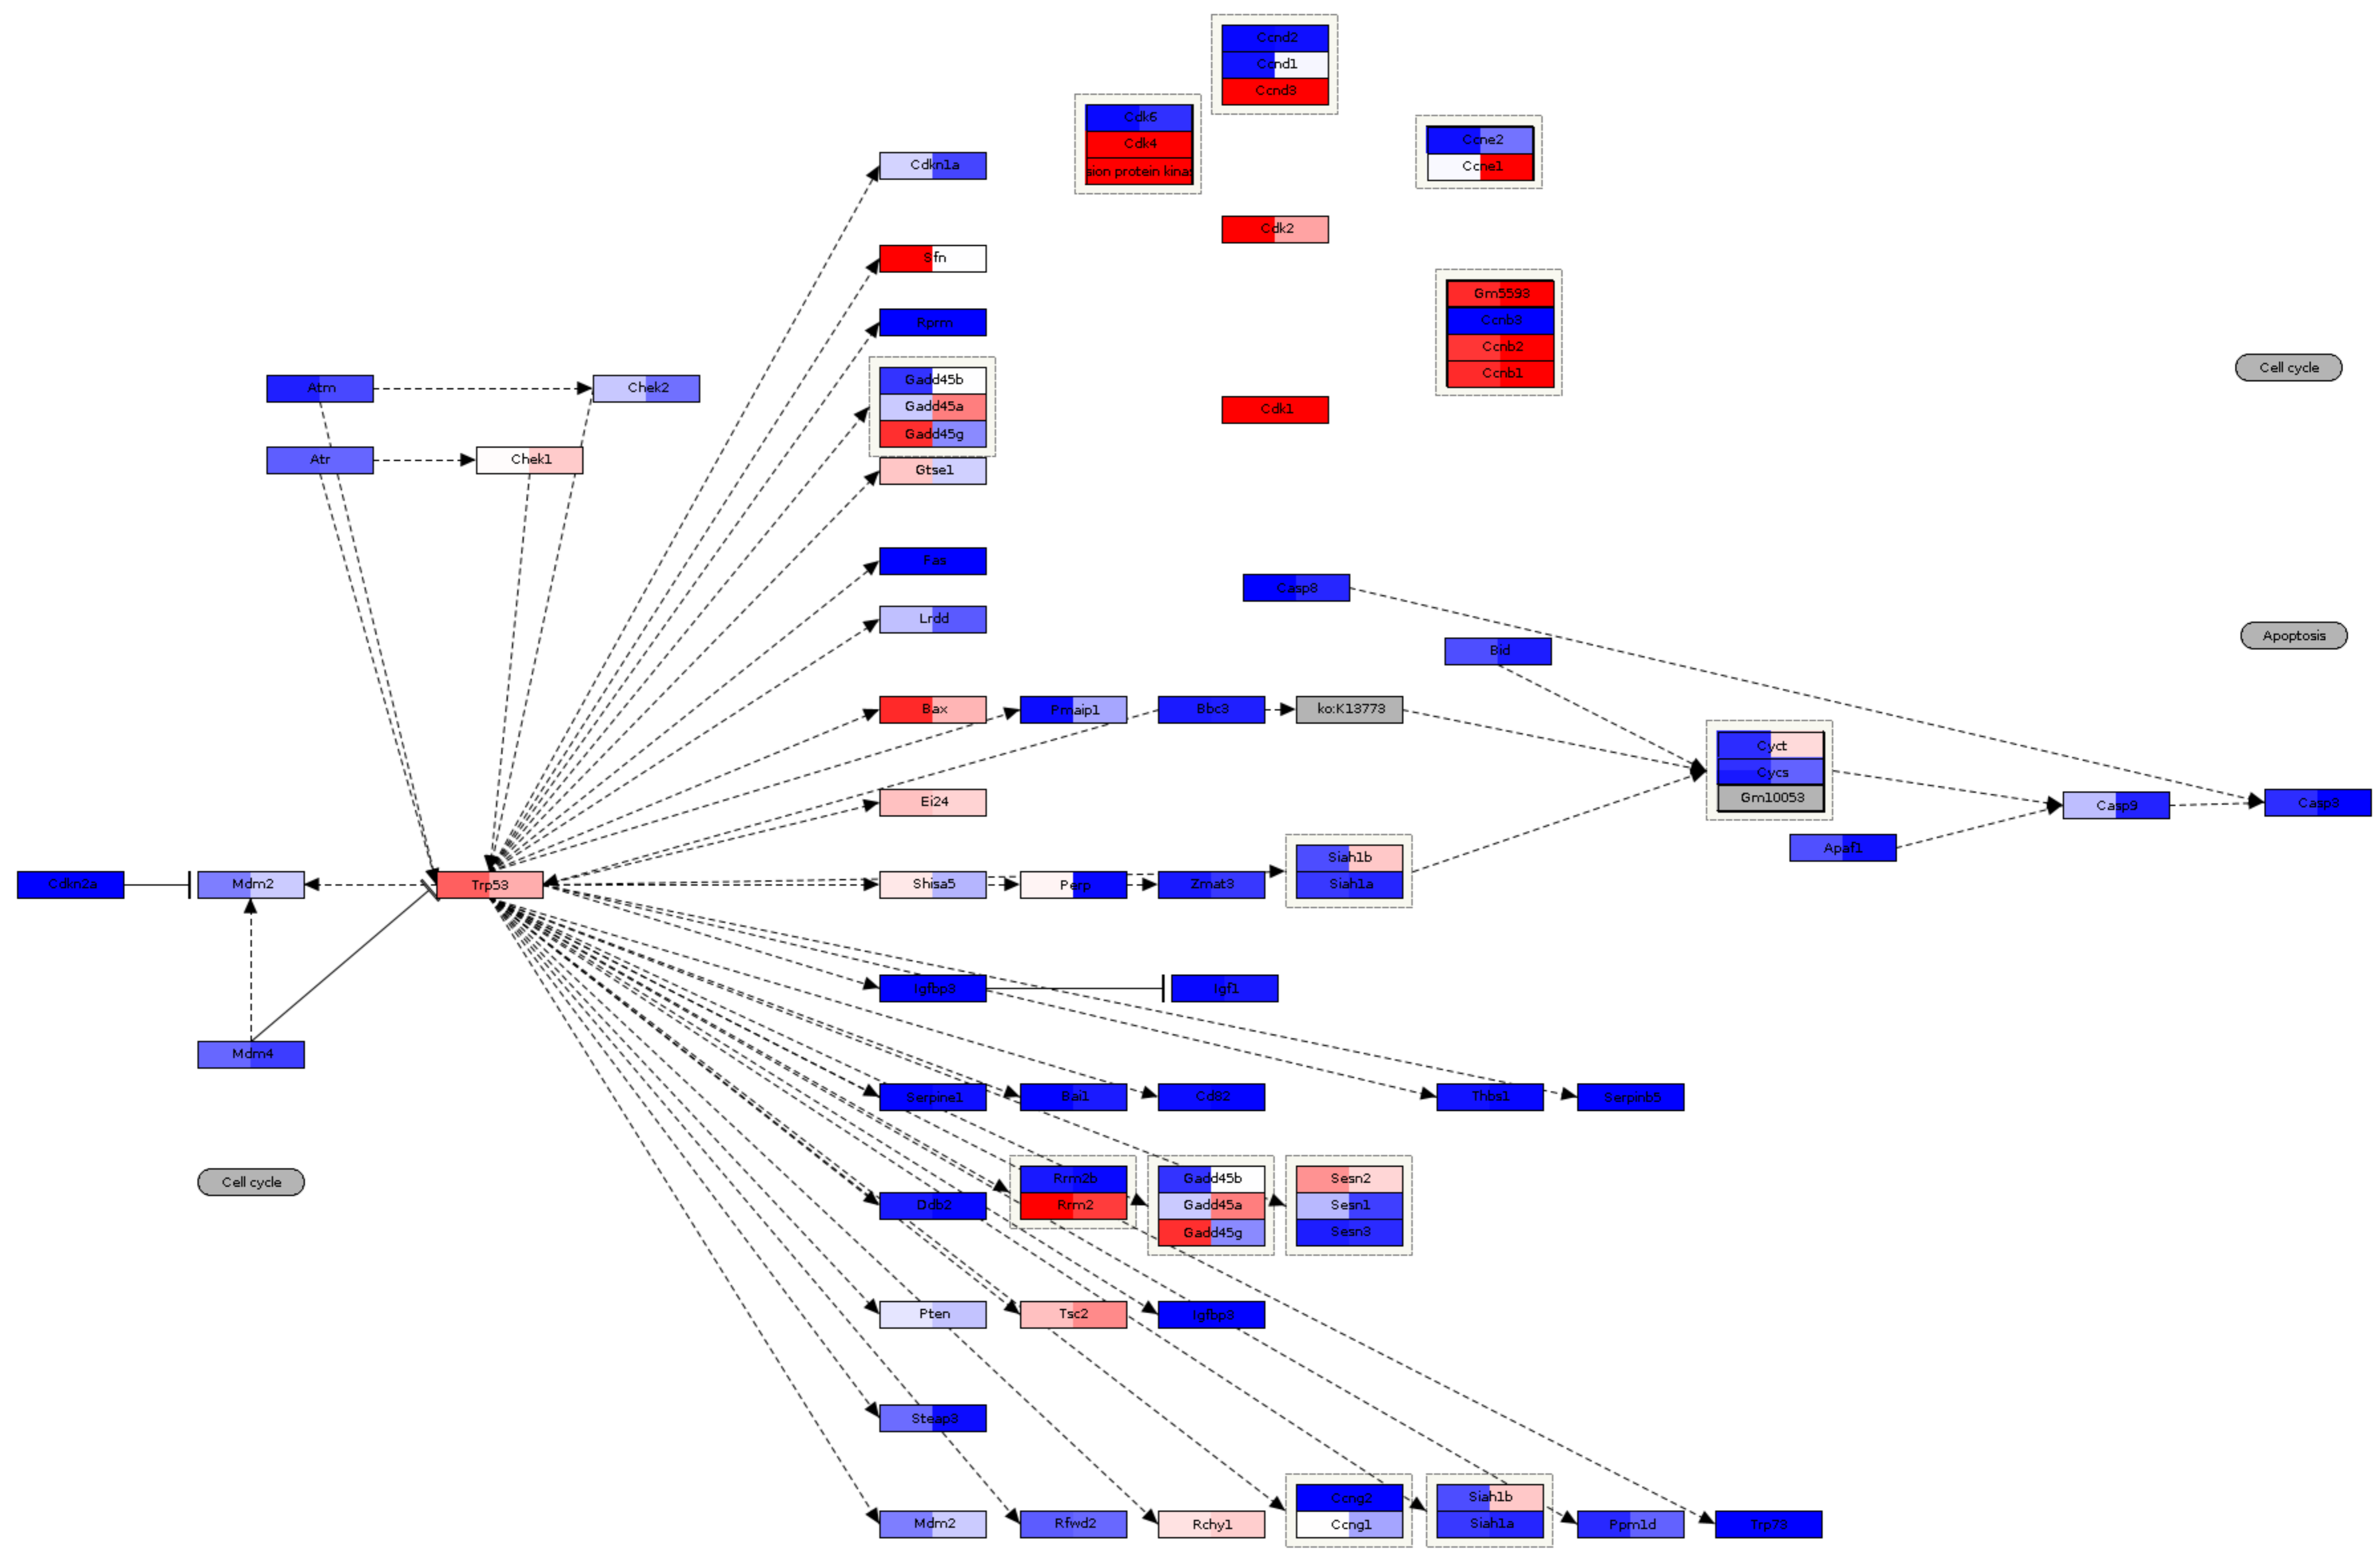 Ccnd2
Ccnd1
Ccnd3
Cdk6
Cdk4
sion protein kinas
Ccne2
Ccne1
Cdkn1a
Cdk2
Sfn
Gm5593
Ccnb3
Ccnb2
Ccnb1
Rprm
Cell cycle
Atm
Chek2
Gadd45b
Gadd45a
Gadd45g
Cdk1
Atr
Chek1
Gtse1
Fas
Casp8
Lrdd
Apoptosis
Bid
Bax
Pmaip1
Bbc3
ko:K13773
Cyct
Cycs
Gm10053
Ei24
Casp9
Casp3
Apaf1
Siah1b
Siah1a
Cdkn2a
Mdm2
Trp53
Shisa5
Perp
Zmat3
Igfbp3
Igf1
Mdm4
Serpine1
Bai1
Cd82
Thbs1
Serpinb5
Cell cycle
Rrm2b
Rrm2
Gadd45b
Gadd45a
Gadd45g
Sesn2
Sesn1
Sesn3
Ddb2
Pten
Tsc2
Igfbp3
Steap3
Mdm2
Rfwd2
Rchy1
Ccng2
Ccng1
Siah1b
Siah1a
Ppm1d
Trp73